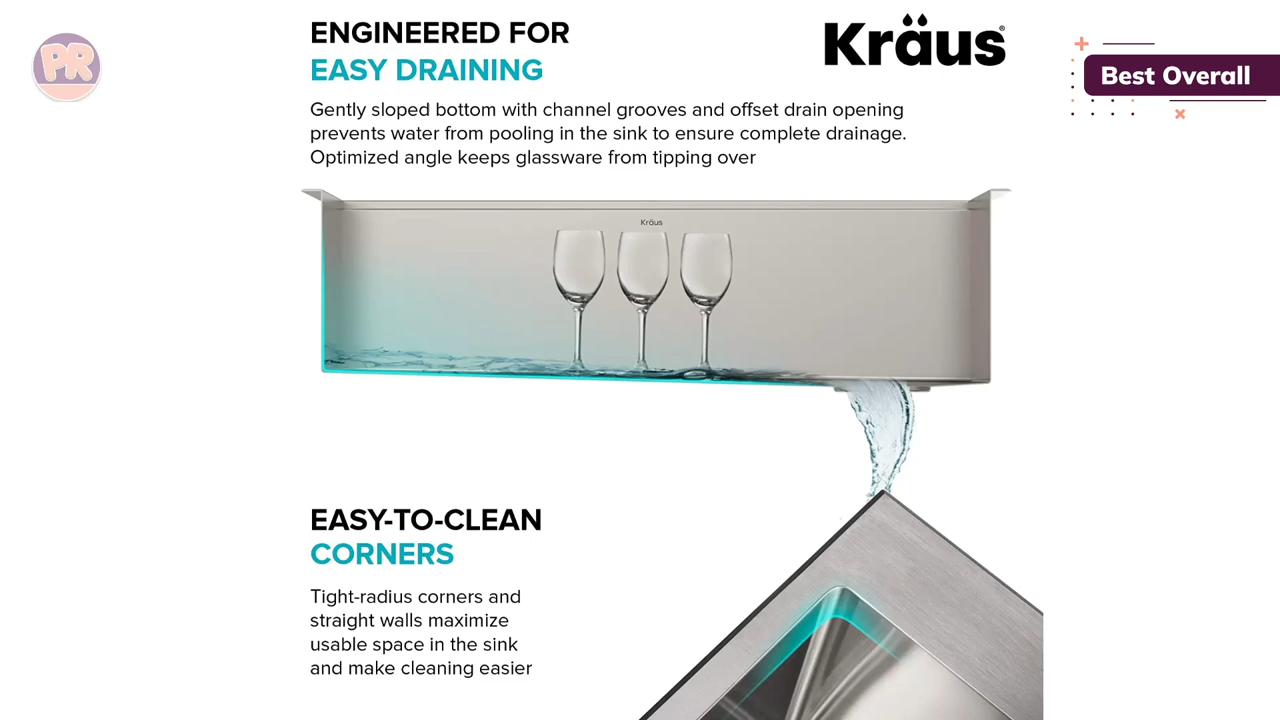 PR
ENGINEERED FOR
EASY DRAINING
Kräus®
Best Overall
Gently sloped bottom with channel grooves and offset drain opening
prevents water from pooling in the sink to ensure complete drainage.
Optimized angle keeps glassware from tipping over
Kräus
EASY-TO-CLEAN
CORNERS
Tight-radius corners and
straight walls maximize
usable space in the sink
and make cleaning easier